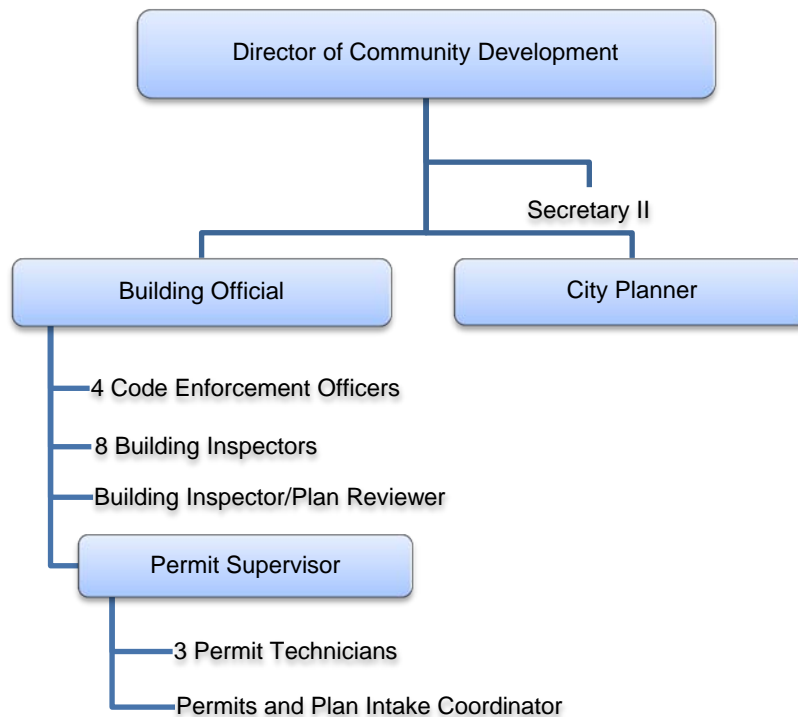 Director of Community Development
Secretary II
Building Official
City Planner
4 Code Enforcement Officers
8 Building Inspectors
Building Inspector/Plan Reviewer
Permit Supervisor
3 Permit Technicians
Permits and Plan Intake Coordinator